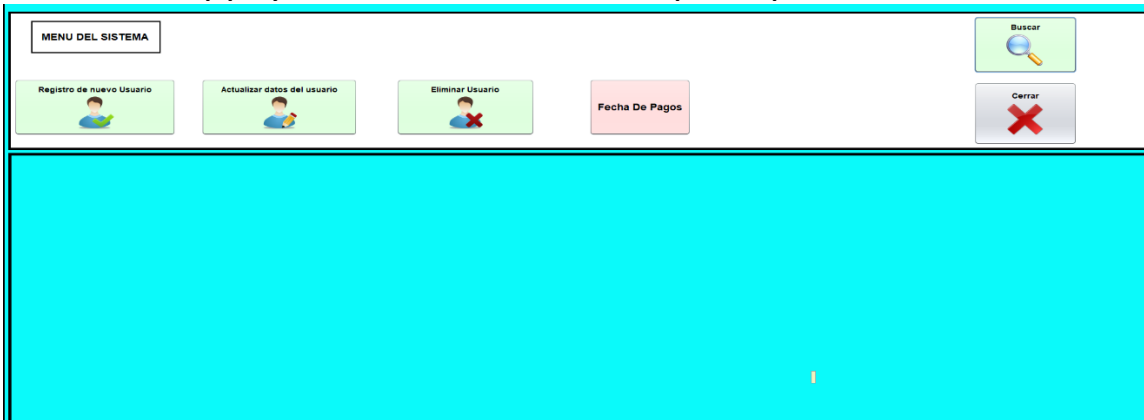 MENU DEL SISTEMA
Buscar
Registro de nuevo Usuario
Actualizar datos del usuario
Eliminar Usuario
Fecha De Pagos
Cerrar